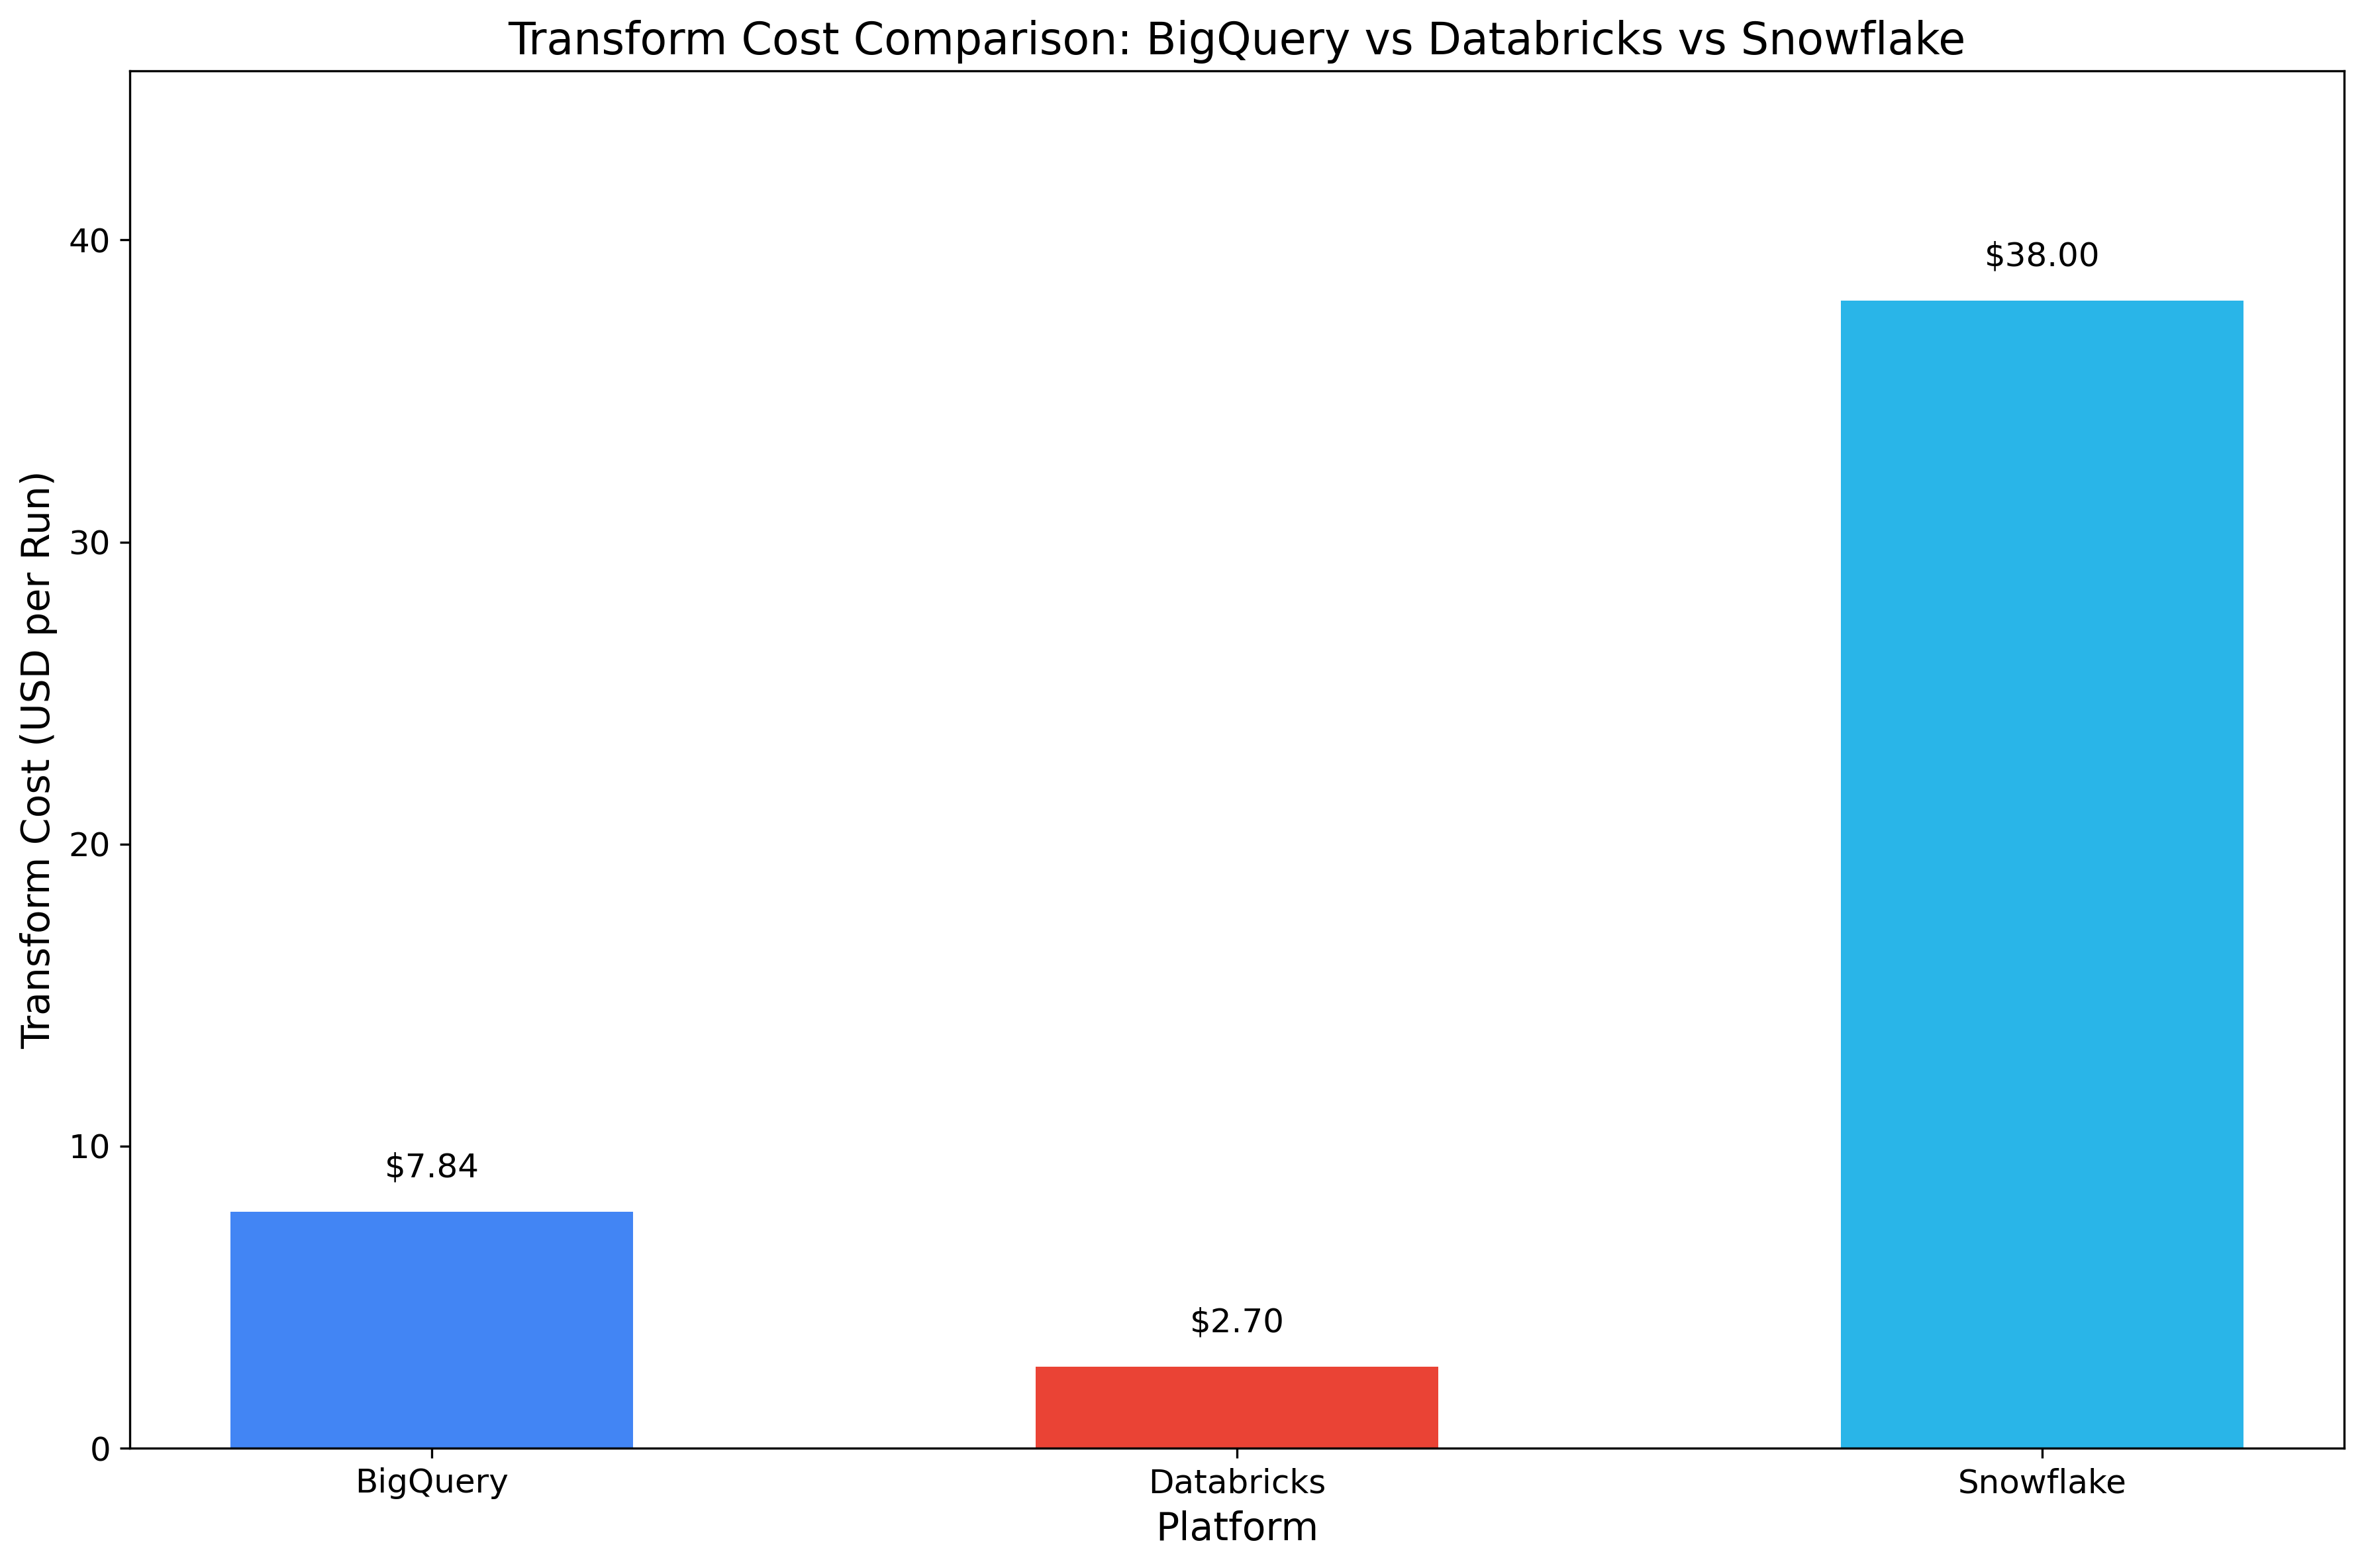 Transform Cost Comparison: BigQuery vs Databricks vs Snowflake
Transform Cost (USD per Run)
40
30
20
10
0
$7.84
$2.70
$38.00
BigQuery
Databricks
Snowflake
Platform